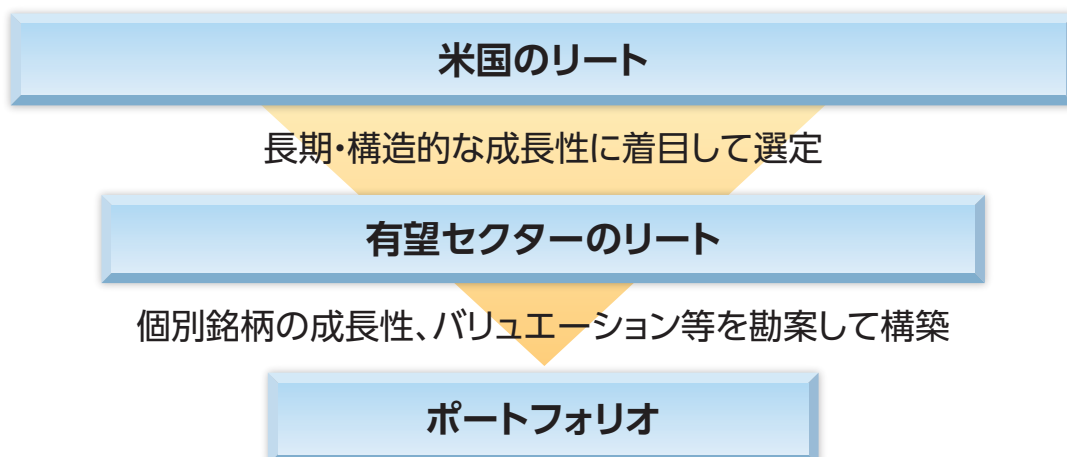 米国のリート
長期・構造的な成長性に着目して選定
有望セクターのリート
個別銘柄の成長性、バリュエーション等を勘案して構築
ポートフォリオ